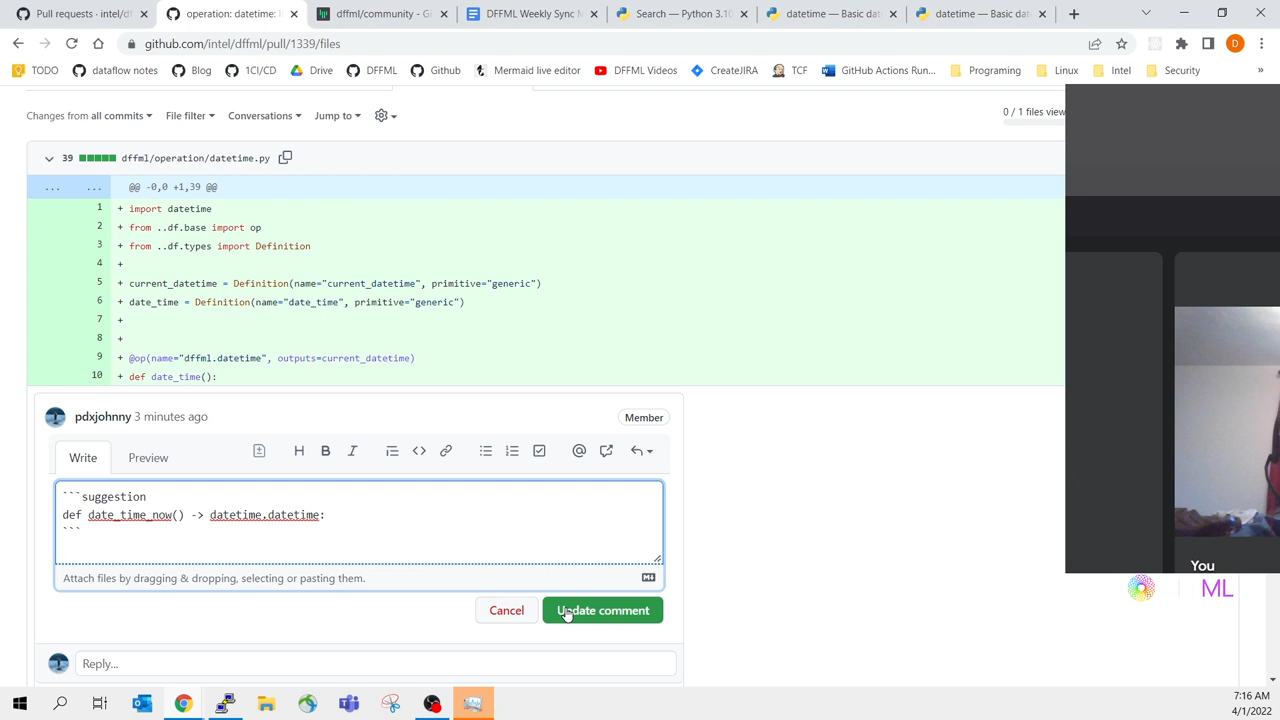 Pull requests · intel/df
operation: datetime: I
dffml/community - Gi
DFFML Weekly Sync M
Search — Python 3.10
datetime — Basic dat
datetime — Basic dat
github.com/intel/dffml/pull/1339/files
D
TODO dataflow notes Blog 1CI/CD Drive DFFML Github Mermaid live editor DFFML Videos CreateJIRA TCF GitHub Actions Run... Programing Linux Intel Security »
Changes from all commits File filter Conversations Jump to
0 / 1 files view
39 dffml/operation/datetime.py
... ... @@ -0,0 +1,39 @@
1 + import datetime
2 + from ..df.base import op
3 + from ..df.types import Definition
4 +
5 + current_datetime = Definition(name="current_datetime", primitive="generic")
6 + date_time = Definition(name="date_time", primitive="generic")
7 +
8 +
9 + @op(name="dffml.datetime", outputs=current_datetime)
10 + def date_time():
pdxjohnny 3 minutes ago
Member
Write Preview
```suggestion
def date_time_now() -> datetime.datetime:
```
Attach files by dragging & dropping, selecting or pasting them.
Cancel Update comment
Reply...
You
ML
7:16 AM
4/1/2022